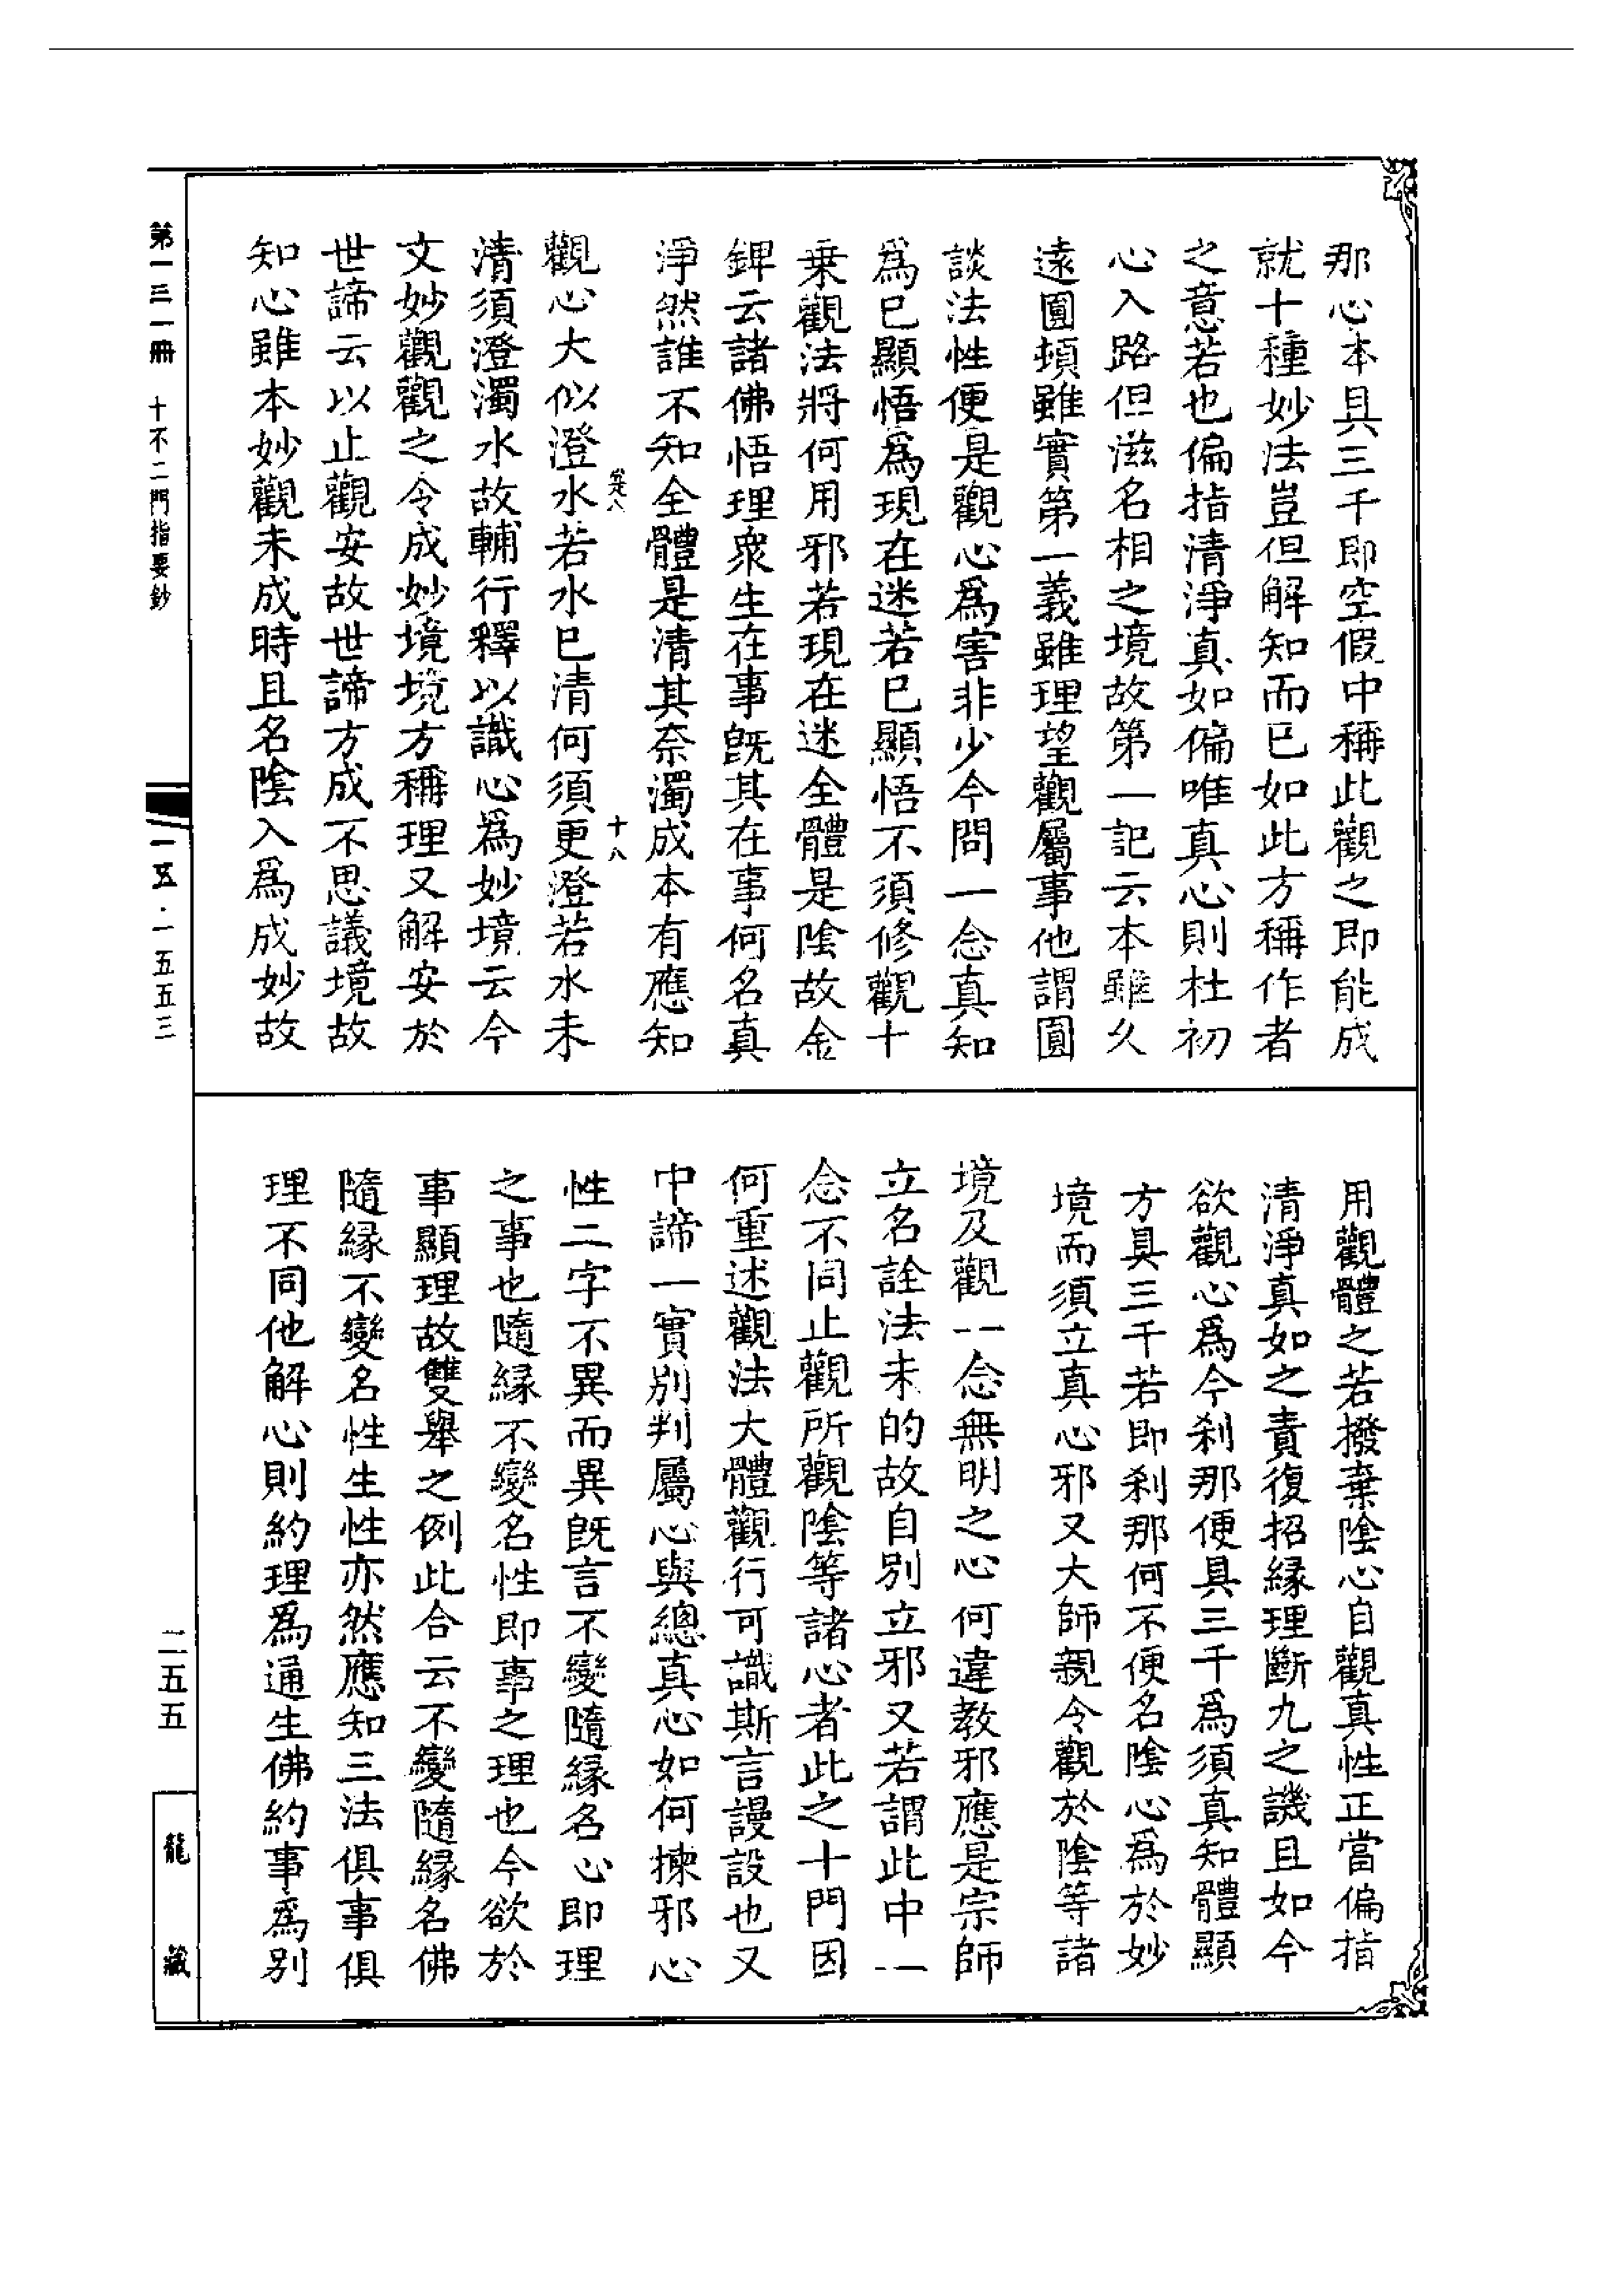 那心本具三千即空假中稱此觀之即能成
就十種妙法豈但解知而已如此方稱作者
之意若也偏指清淨真如偏唯真心則杜初
心入路但滋名相之境故第一記云本雖久
遠圓頓雖實第一義雖理望觀屬事他謂圓
談法性便是觀心為害非少今問一念真知
為已顯悟為現在迷若已顯悟不須修觀十
乗觀法將何用邪若現在迷全體是陰故金
錍云諸佛悟理衆生在事旣其在事何名真
淨然誰不知全體是清其柰濁成本有應知
觀心大似澄水若水已清何須更澄若水未
清須澄濁水故輔行釋以識心為妙境云今
文妙觀觀之令成妙境境方稱理又解安於
世諦云以止觀安故世諦方成不思議境故
知心雖本妙觀未成時且名陰入為成妙故
用觀體之若撥棄陰心自觀真性正當偏指
清淨真如之責復招緣理斷九之譏且如今
欲觀心為今刹那便具三千為須真知體顯
方具三千若即刹那何不便名陰心為於妙
境而須立真心邪又大師親令觀於陰等諸
境及觀一念無明之心何違教邪應是宗師
立名詮法未的故自別立邪又若謂此中一
念不同止觀所觀陰等諸心者此之十門因
何重述觀法大體觀行可識斯言謾設也又
中諦一實別判屬心與總真心如何揀邪心
性二字不異而異旣言不變隨緣名心即理
之事也隨緣不變名性即事之理也今欲於
事顯理故雙舉之例此合云不變隨緣名佛
隨緣不變名性生性亦然應知三法俱事俱
理不同他解心則約理為通生佛約事為別
第一三一冊 十不二門指要鈔
一五·一五五三
二五五
龍藏
十八